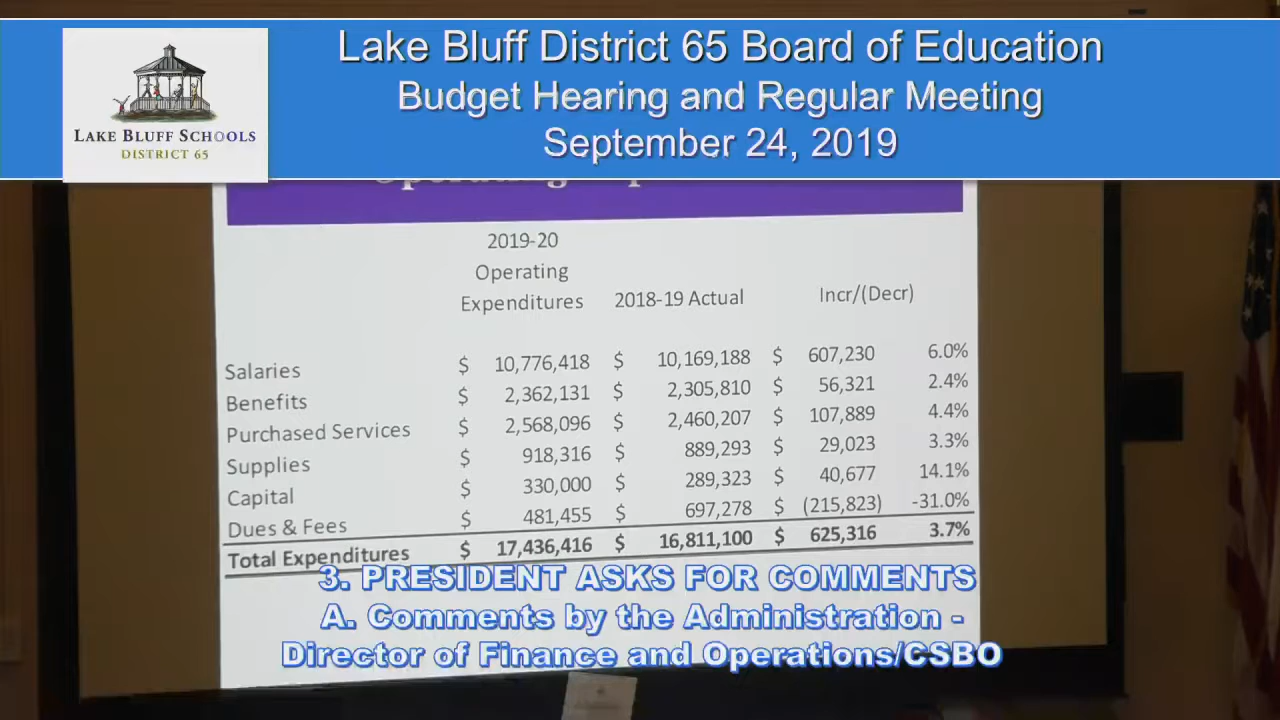 Lake Bluff District 65 Board of Education
Budget Hearing and Regular Meeting
September 24, 2019
LAKE BLUFF SCHOOLS
DISTRICT 65
2019-20
Operating
Expenditures 2018-19 Actual Incr/(Decr)
Salaries $ 10,776,418 $ 10,169,188 $ 607,230 6.0%
Benefits $ 2,362,131 $ 2,305,810 $ 56,321 2.4%
Purchased Services $ 2,568,096 $ 2,460,207 $ 107,889 4.4%
Supplies $ 918,316 $ 889,293 $ 29,023 3.3%
Capital $ 330,000 $ 289,323 $ 40,677 14.1%
Dues & Fees $ 481,455 $ 697,278 $ (215,823) -31.0%
Total Expenditures $ 17,436,416 $ 16,811,100 $ 625,316 3.7%
3. PRESIDENT ASKS FOR COMMENTS
A. Comments by the Administration -
Director of Finance and Operations/CSBO